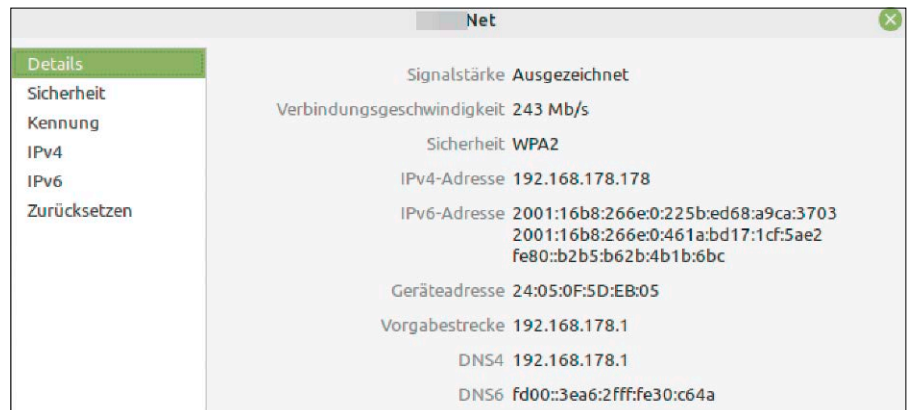 Net
Details
Sicherheit
Kennung
IPv4
IPv6
Zurücksetzen
Signalstärke Ausgezeichnet
Verbindungsgeschwindigkeit 243 Mb/s
Sicherheit WPA2
IPv4-Adresse 192.168.178.178
IPv6-Adresse 2001:16b8:266e:0:225b:ed68:a9ca:3703
2001:16b8:266e:0:461a:bd17:1cf:5ae2
fe80::b2b5:b62b:4b1b:6bc
Geräteadresse 24:05:0F:5D:EB:05
Vorgabestrecke 192.168.178.1
DNS4 192.168.178.1
DNS6 fd00::3ea6:2fff:fe30:c64a